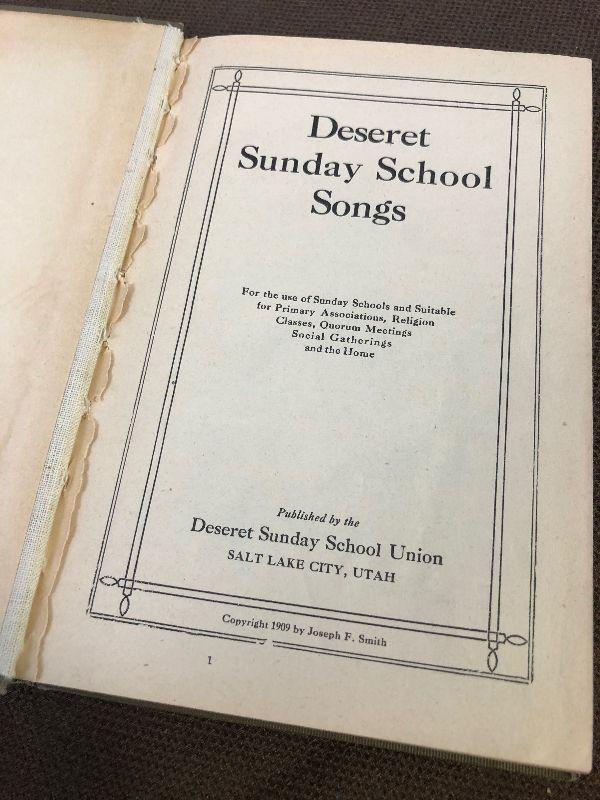 Deseret
Sunday School
Songs
For the use of Sunday Schools and Suitable
for Primary Associations, Religion
Classes, Quorum Meetings
Social Gatherings
and the Home
Published by the
Deseret Sunday School Union
SALT LAKE CITY, UTAH
Copyright 1909 by Joseph F. Smith
1